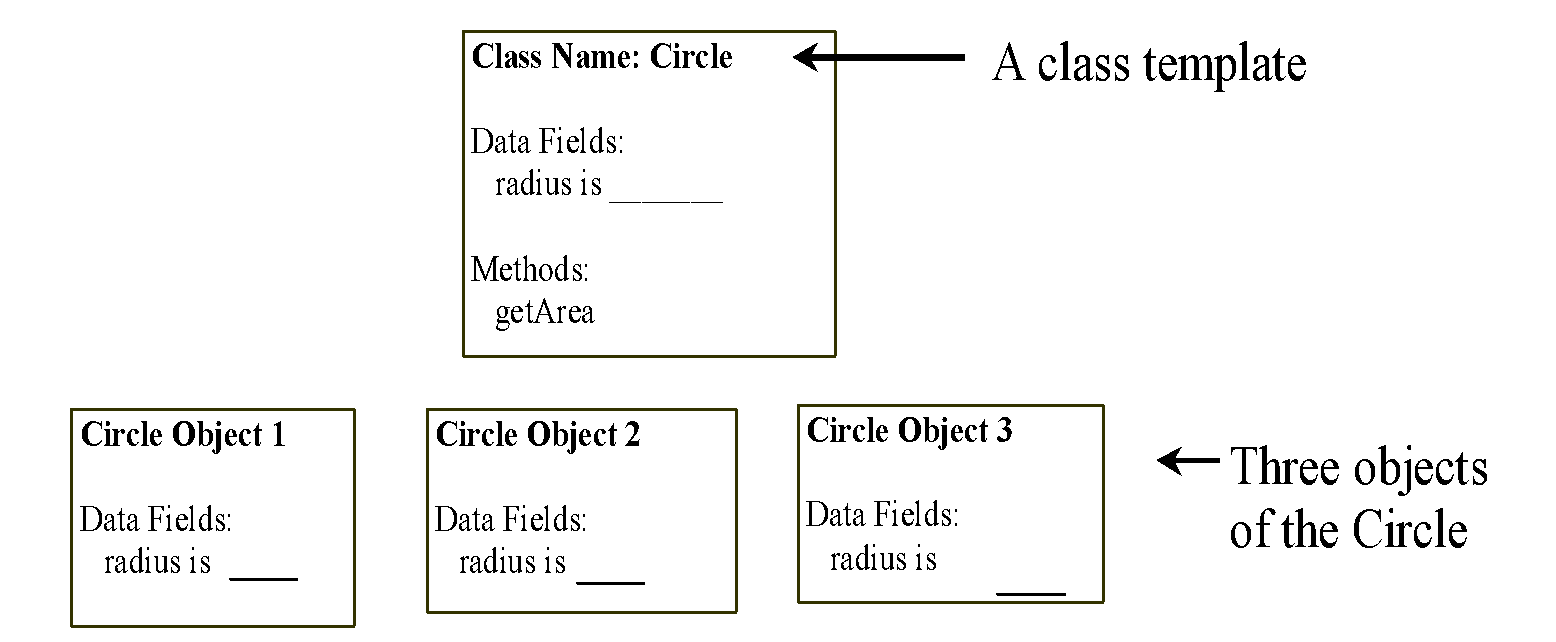 Class Name: Circle
A class template
Data Fields:
radius is _______
Methods:
getArea
Circle Object 1
Data Fields:
radius is ____
Circle Object 2
Data Fields:
radius is ____
Circle Object 3
Data Fields:
radius is ____
Three objects
of the Circle